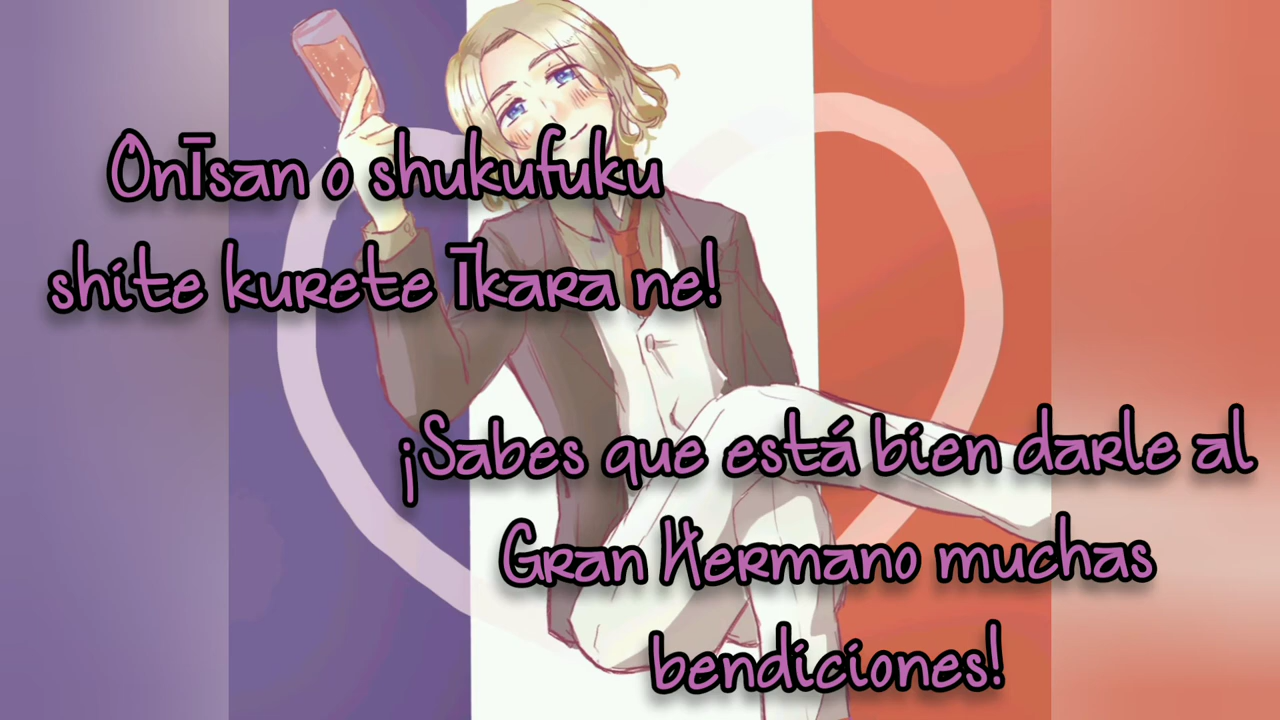 Onīsan o shukufuku
shite kurete īkara ne!
¡Sabes que está bien darle al
Gran Hermano muchas
bendiciones!